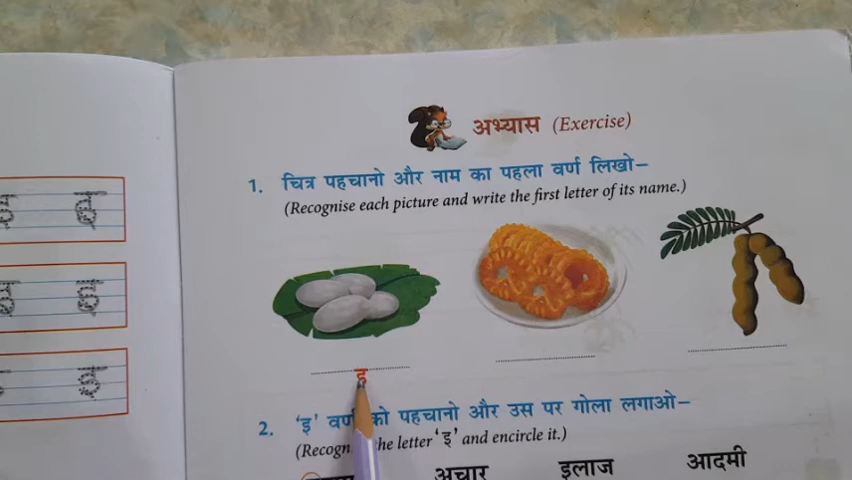 अभ्यास (Exercise)
1. चित्र पहचानो और नाम का पहला वर्ण लिखो–
(Recognise each picture and write the first letter of its name.)
इ
2. ‘इ’ वर्ण को पहचानो और उस पर गोला लगाओ–
the letter ‘इ’ and encircle it.)
अचार इलाज आदमी
इ
इ
इ